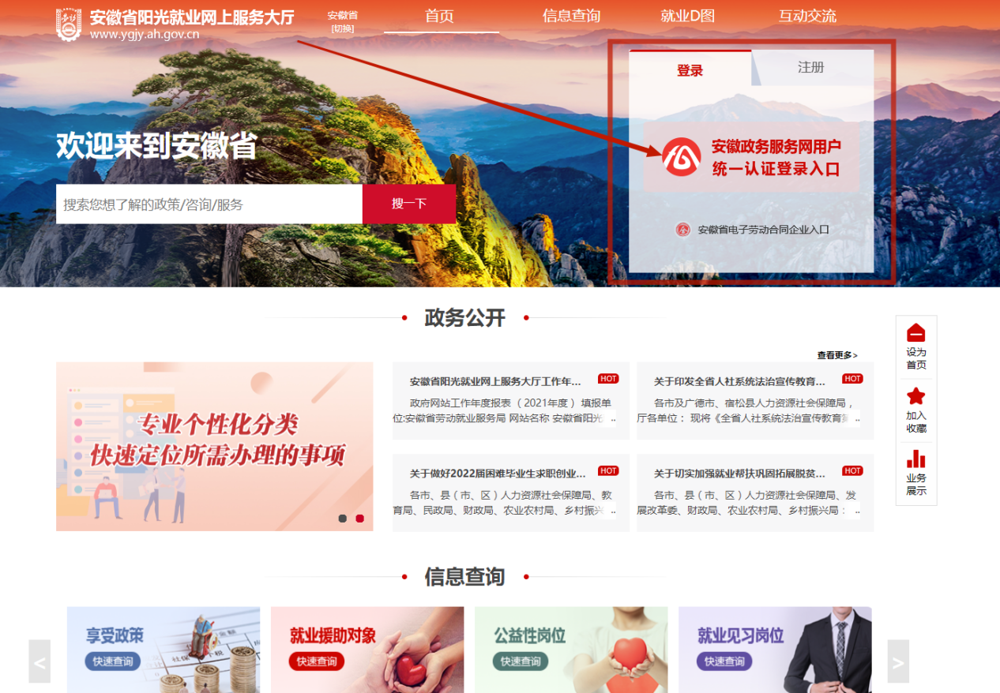 安徽省阳光就业网上服务大厅
www.ygjy.ah.gov.cn
安徽省
[切换]
首页
信息查询
就业D图
互动交流
登录
注册
安徽政务服务网用户
统一认证登录入口
安徽省电子劳动合同企业入口
欢迎来到安徽省
搜索您想了解的政策/咨询/服务
搜一下
政务公开
查看更多>
专业个性化分类
快速定位所需办理的事项
安徽省阳光就业网上服务大厅工作年...
HOT
政府网站工作年度报表 （2021年度 ） 填报单
位:安徽省劳动就业服务局 网站名称 安徽省阳光 ..
关于印发全省人社系统法治宣传教育...
HOT
各市及广德市、宿松县人力资源社会保障局，
厅各单位： 现将《全省人社系统法治宣传教育 ..
关于做好2022届困难毕业生求职创业...
HOT
各市、县（市、区）人力资源社会保障局、教
育局、民政局、财政局、农业农村局、乡村振兴 ..
关于切实加强就业帮扶巩固拓展脱贫...
HOT
各市、县（市、区）人力资源社会保障局、发
展改革委、财政局、农业农村局、乡村振兴局： ..
设为
首页
加入
收藏
业务
展示
信息查询
享受政策
快速查询
就业援助对象
快速查询
公益性岗位
快速查询
就业见习岗位
快速查询
<
>